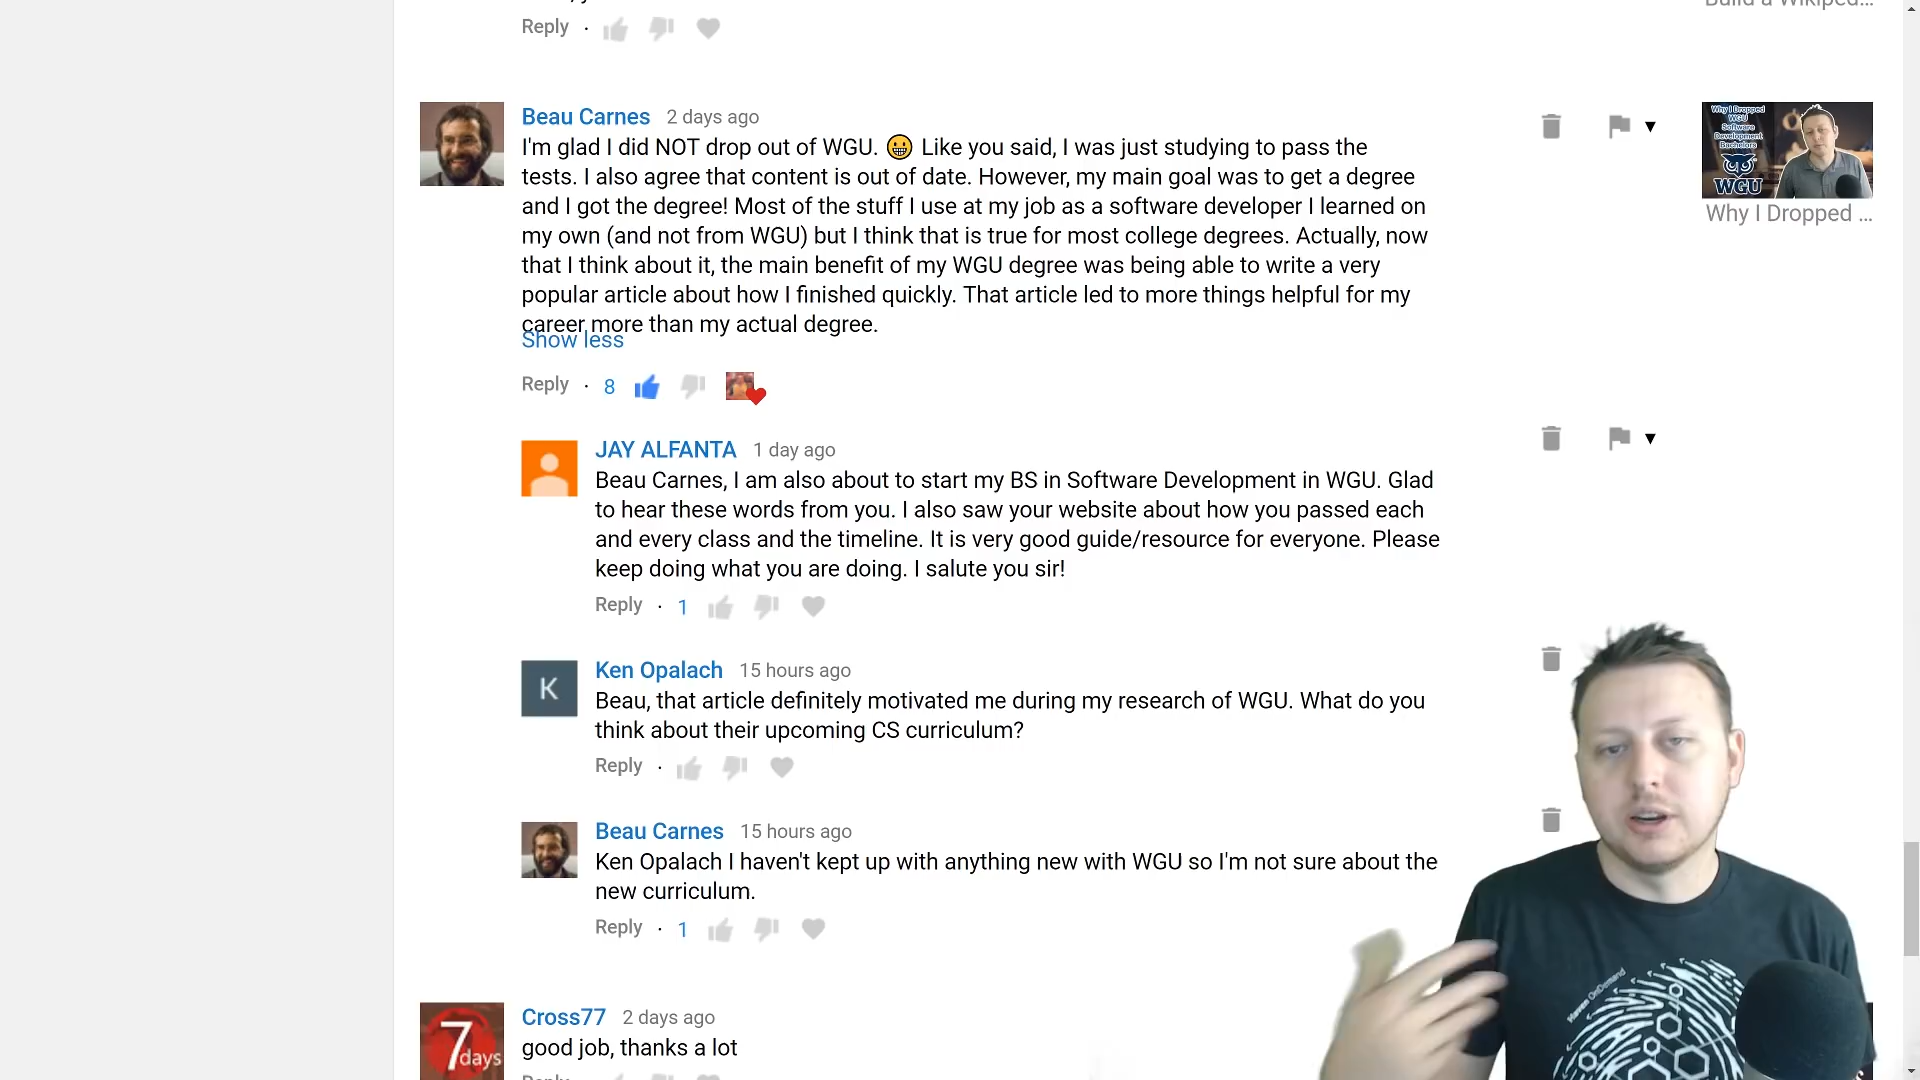 Build a Wikiped...
Reply ·
Beau Carnes 2 days ago
I'm glad I did NOT drop out of WGU. 😀 Like you said, I was just studying to pass the
tests. I also agree that content is out of date. However, my main goal was to get a degree
and I got the degree! Most of the stuff I use at my job as a software developer I learned on
my own (and not from WGU) but I think that is true for most college degrees. Actually, now
that I think about it, the main benefit of my WGU degree was being able to write a very
popular article about how I finished quickly. That article led to more things helpful for my
career more than my actual degree.
Show less
Reply · 8
Why I Dropped
WGU
Software
Development
Bachelors
WGU
Why I Dropped ...
JAY ALFANTA 1 day ago
Beau Carnes, I am also about to start my BS in Software Development in WGU. Glad
to hear these words from you. I also saw your website about how you passed each
and every class and the timeline. It is very good guide/resource for everyone. Please
keep doing what you are doing. I salute you sir!
Reply · 1
K
Ken Opalach 15 hours ago
Beau, that article definitely motivated me during my research of WGU. What do you
think about their upcoming CS curriculum?
Reply ·
Beau Carnes 15 hours ago
Ken Opalach I haven't kept up with anything new with WGU so I'm not sure about the
new curriculum.
Reply · 1
7days
Cross77 2 days ago
good job, thanks a lot
Reply
Haven OnDemand